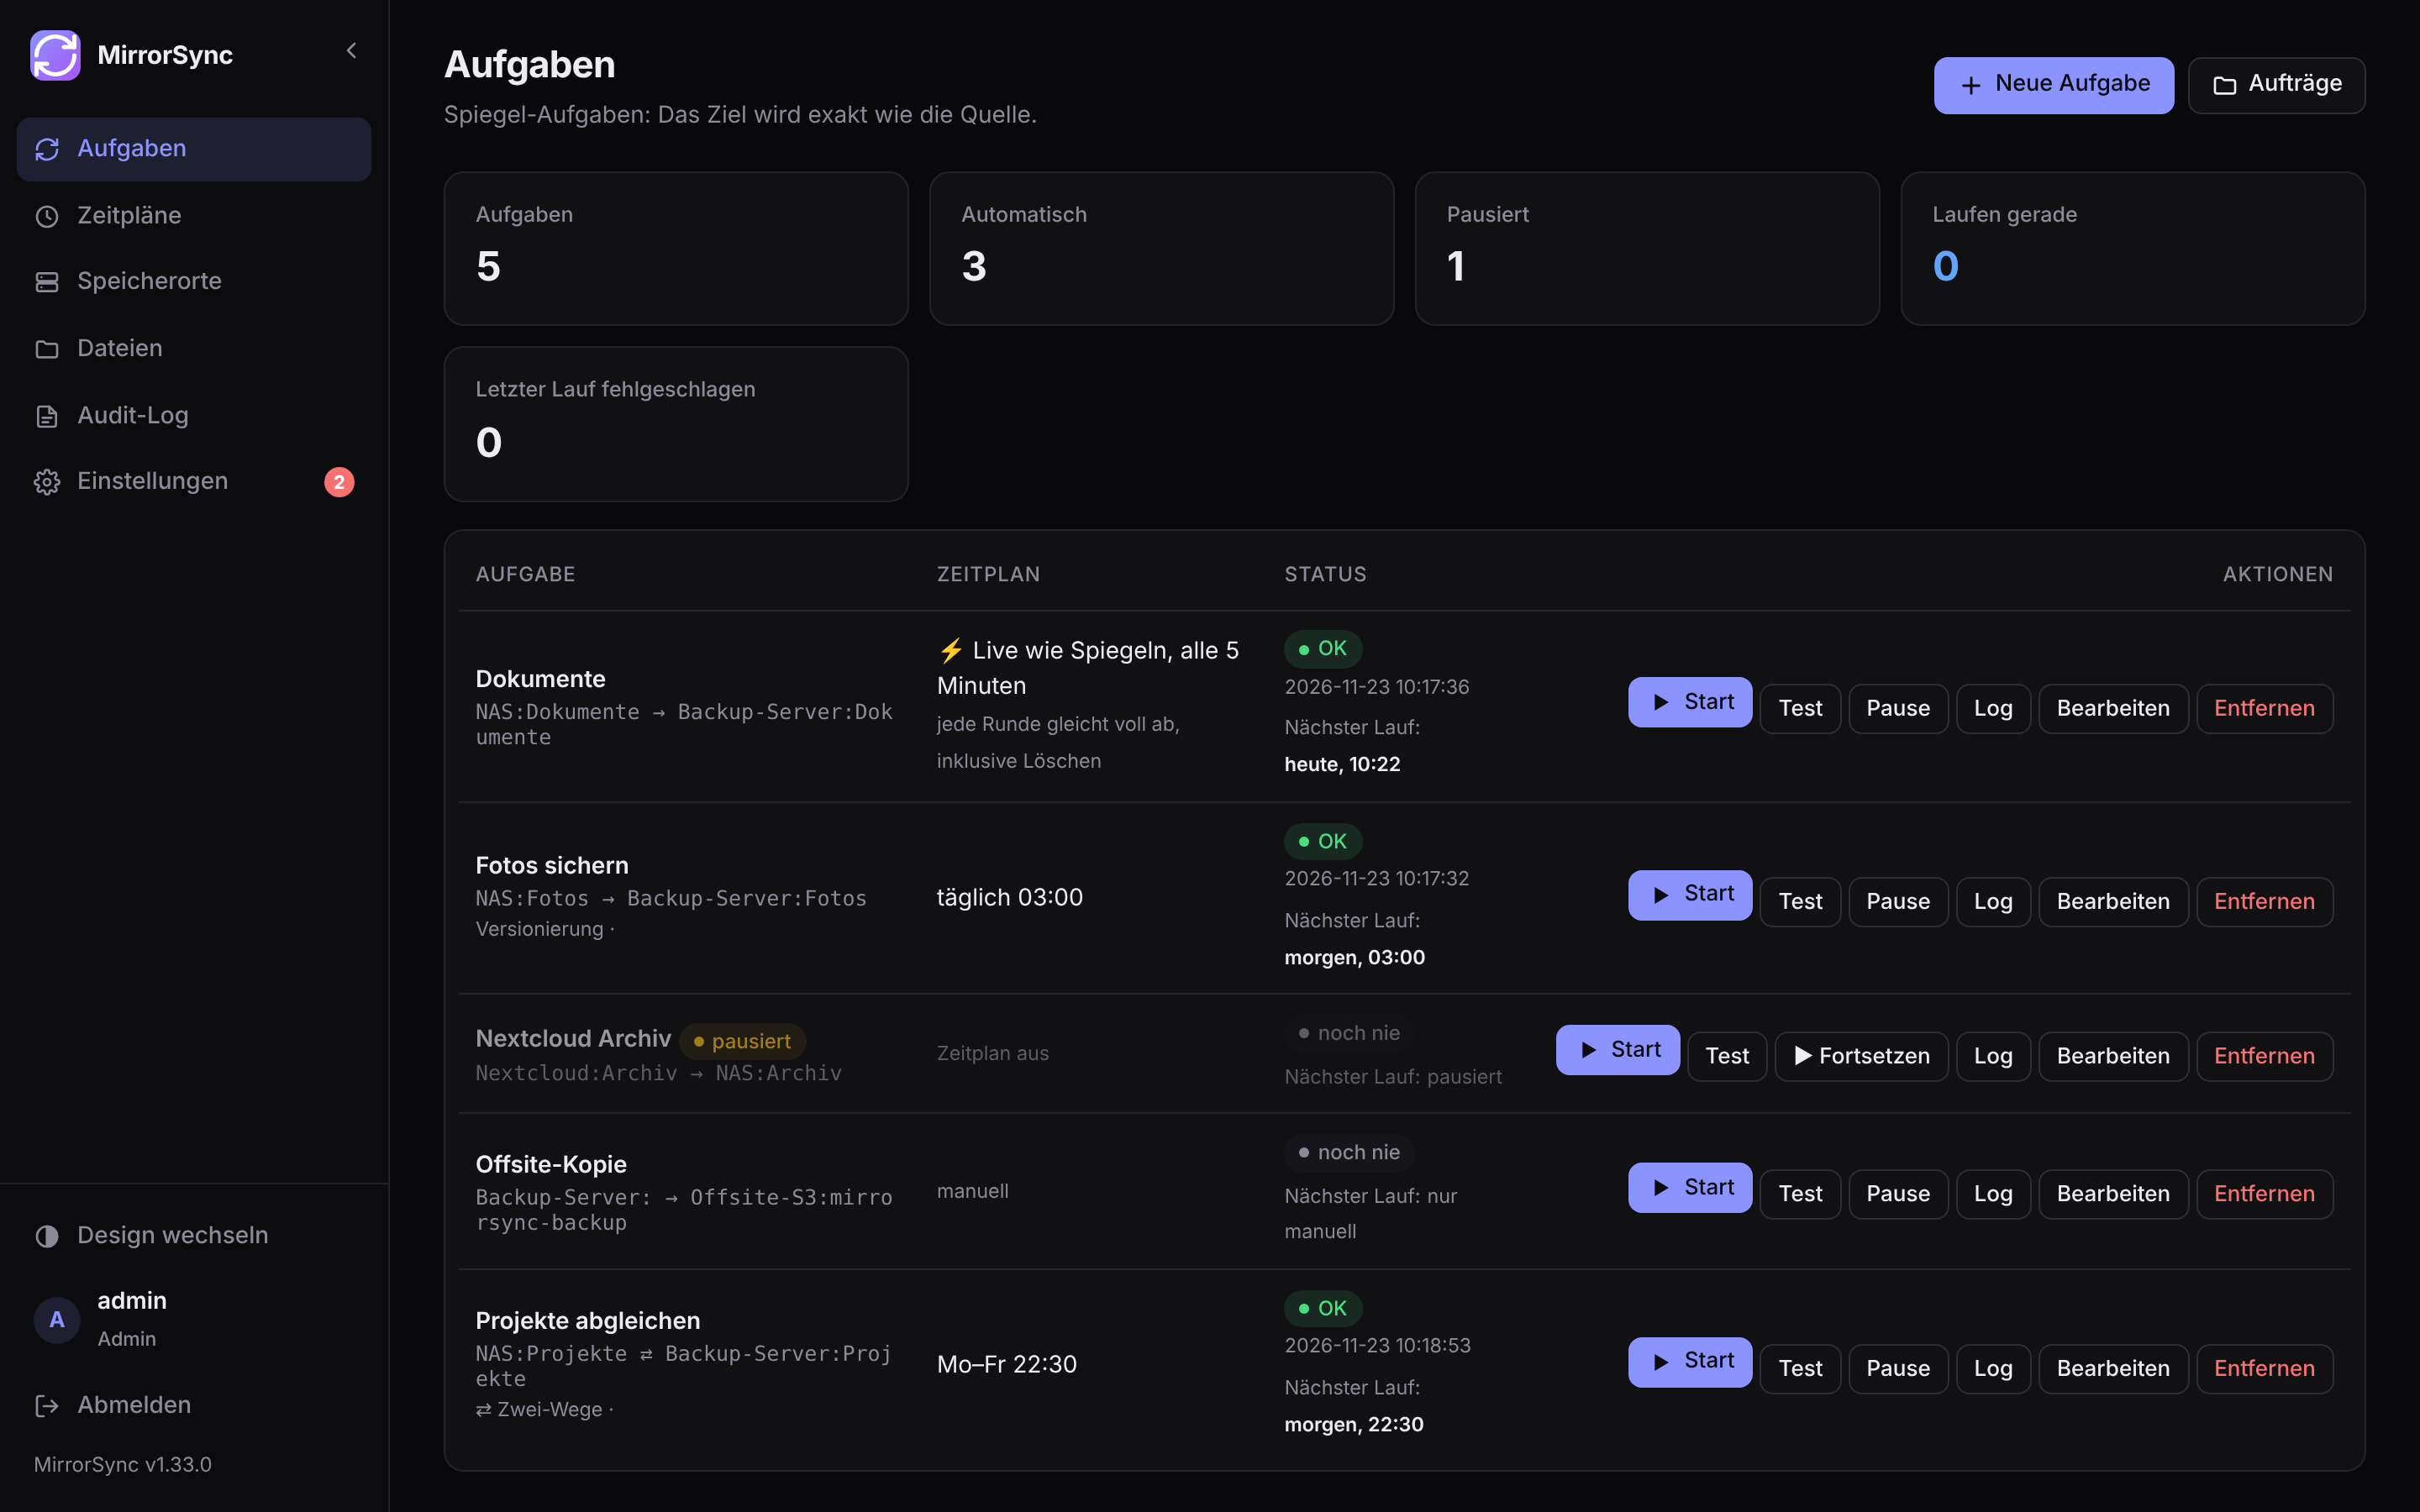 MirrorSync
Aufgaben
Zeitpläne
Speicherorte
Dateien
Audit-Log
Einstellungen
2
Design wechseln
A
admin
Admin
Abmelden
MirrorSync v1.33.0
Aufgaben
Spiegel-Aufgaben: Das Ziel wird exakt wie die Quelle.
Neue Aufgabe
Aufträge
Aufgaben
5
Automatisch
3
Pausiert
1
Laufen gerade
0
Letzter Lauf fehlgeschlagen
0
AUFGABE ZEITPLAN STATUS AKTIONEN
Dokumente
NAS:Dokumente → Backup-Server:Dok
umente
⚡ Live wie Spiegeln, alle 5
Minuten
jede Runde gleicht voll ab,
inklusive Löschen
OK
2026-11-23 10:17:36
Nächster Lauf:
heute, 10:22
Start Test Pause Log Bearbeiten Entfernen
Fotos sichern
NAS:Fotos → Backup-Server:Fotos
Versionierung ·
täglich 03:00
OK
2026-11-23 10:17:32
Nächster Lauf:
morgen, 03:00
Start Test Pause Log Bearbeiten Entfernen
Nextcloud Archiv pausiert
Nextcloud:Archiv → NAS:Archiv
Zeitplan aus
noch nie
Nächster Lauf: pausiert
Start Test ▶ Fortsetzen Log Bearbeiten Entfernen
Offsite-Kopie
Backup-Server: → Offsite-S3:mirro
rsync-backup
manuell
noch nie
Nächster Lauf: nur
manuell
Start Test Pause Log Bearbeiten Entfernen
Projekte abgleichen
NAS:Projekte ⇄ Backup-Server:Proj
ekte
⇄ Zwei-Wege ·
Mo–Fr 22:30
OK
2026-11-23 10:18:53
Nächster Lauf:
morgen, 22:30
Start Test Pause Log Bearbeiten Entfernen